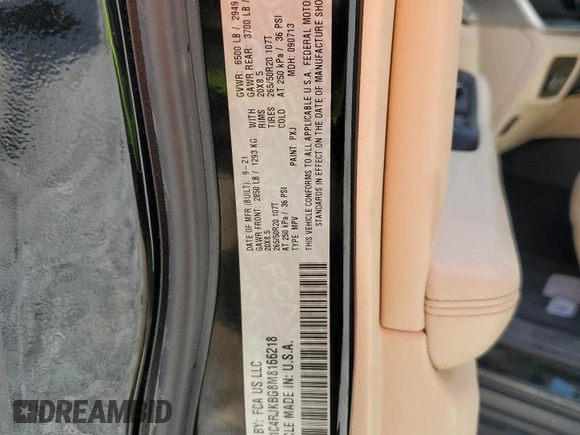 BY: FCA US LLC
DATE OF MFR (BUILT): 9-21
GVWR: 6500 LB / 2949
GAWR FRONT: 2850 LB / 1293 KG
WITH
GAWR REAR: 3700 LB /
20X8.5
RIMS
20X8.5
265/50R20 107T
TIRES
265/50R20 107T
AT 250 kPa / 36 PSI
COLD
AT 250 kPa / 36 PSI
TYPE: MPV
PAINT: PXJ
MDH: 090713
THIS VEHICLE CONFORMS TO ALL APPLICABLE U.S.A. FEDERAL MOTOR
STANDARDS IN EFFECT ON THE DATE OF MANUFACTURE SHO
1C4RJKBG8M8166218
CLE MADE IN U.S.A.
DREAMBID